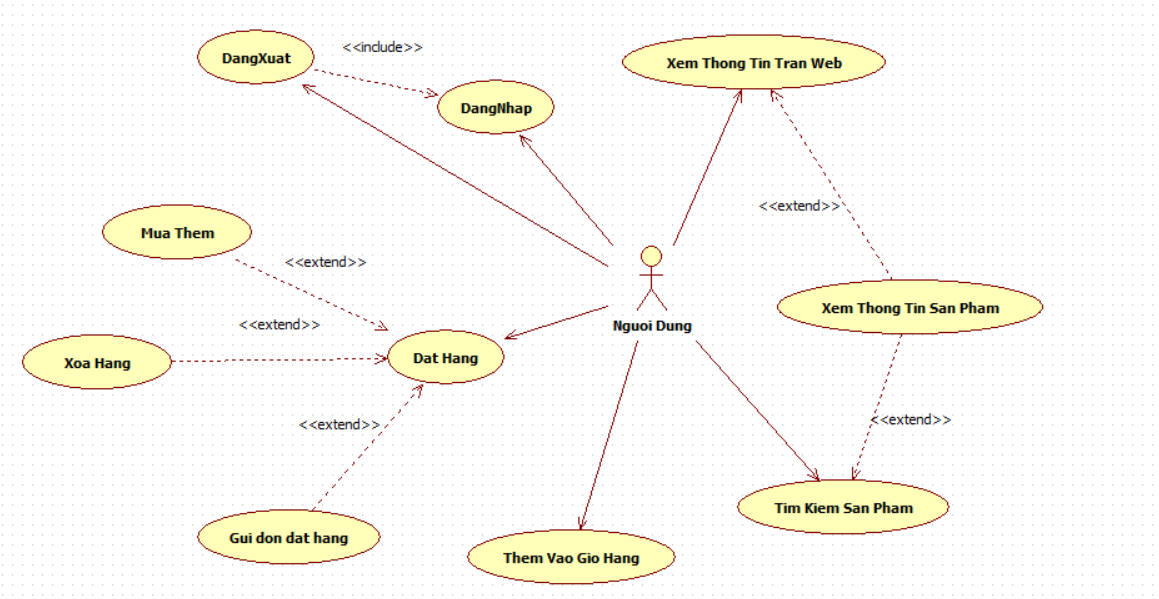 <<include>>
DangXuat
Xem Thong Tin Tran Web
DangNhap
<<extend>>
Mua Them
<<extend>>
<<extend>>
Xem Thong Tin San Pham
Nguoi Dung
Xoa Hang
Dat Hang
<<extend>>
<<extend>>
Tim Kiem San Pham
Gui don dat hang
Them Vao Gio Hang